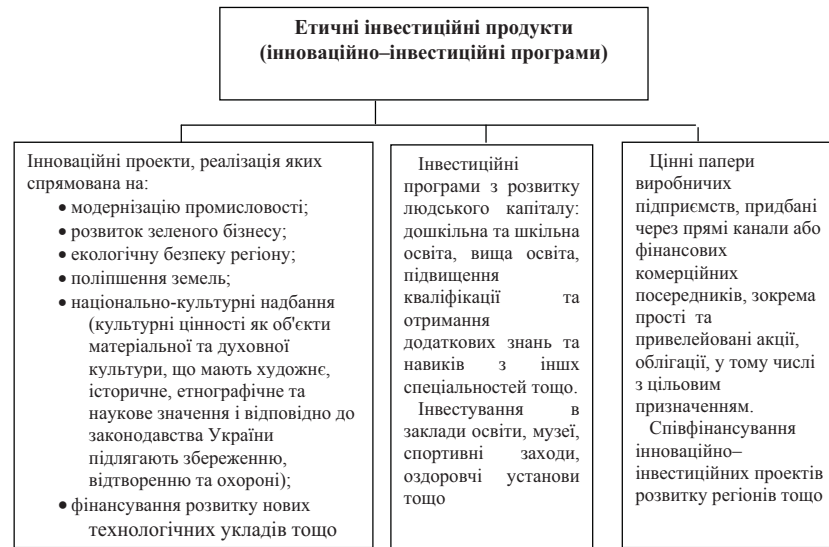 Етичні інвестиційні продукти
(інноваційно–інвестиційні програми)
Інноваційні проекти, реалізація яких
спрямована на:
• модернізацію промисловості;
• розвиток зеленого бізнесу;
• екологічну безпеку регіону;
• поліпшення земель;
• національно-культурні надбання
(культурні цінності як об'єкти
матеріальної та духовної
культури, що мають художнє,
історичне, етнографічне та
наукове значення і відповідно до
законодавства України
підлягають збереженню,
відтворенню та охороні);
• фінансування розвитку нових
технологічних укладів тощо
Інвестиційні
програми з розвитку
людського капіталу:
дошкільна та шкільна
освіта, вища освіта,
підвищення
кваліфікації та
отримання
додаткових знань та
навиків з інших
спеціальностей тощо.
Інвестування в
заклади освіти, музеї,
спортивні заходи,
оздоровчі установи
тощо
Цінні папери
виробничих
підприємств, придбані
через прямі канали або
фінансових
комерційних
посередників, зокрема
прості та
привелейовані акції,
облігації, у тому числі
з цільовим
призначенням.
Співфінансування
інноваційно–
інвестиційних проектів
розвитку регіонів тощо